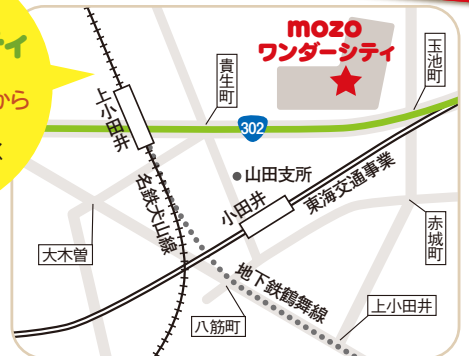 ティ
から
く
mozo
ワンダーシティ
貴生町
玉池町
上小田井
302
山田支所
名鉄犬山線
小田井
東海交通事業
大木曽
赤城町
地下鉄鶴舞線
上小田井
八筋町